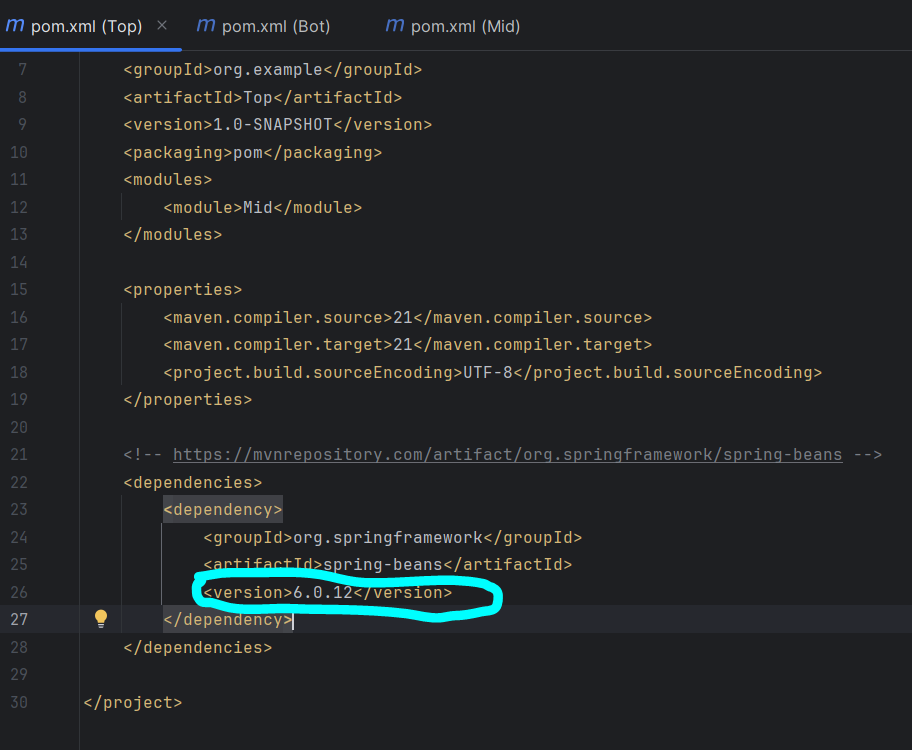 m pom.xml (Top) × m pom.xml (Bot) m pom.xml (Mid)
7 <groupId>org.example</groupId>
8 <artifactId>Top</artifactId>
9 <version>1.0-SNAPSHOT</version>
10 <packaging>pom</packaging>
11 <modules>
12 <module>Mid</module>
13 </modules>
14
15 <properties>
16 <maven.compiler.source>21</maven.compiler.source>
17 <maven.compiler.target>21</maven.compiler.target>
18 <project.build.sourceEncoding>UTF-8</project.build.sourceEncoding>
19 </properties>
20
21 <!-- https://mvnrepository.com/artifact/org.springframework/spring-beans -->
22 <dependencies>
23 <dependency>
24 <groupId>org.springframework</groupId>
25 <artifactId>spring-beans</artifactId>
26 <version>6.0.12</version>
27 </dependency>
28 </dependencies>
29
30 </project>